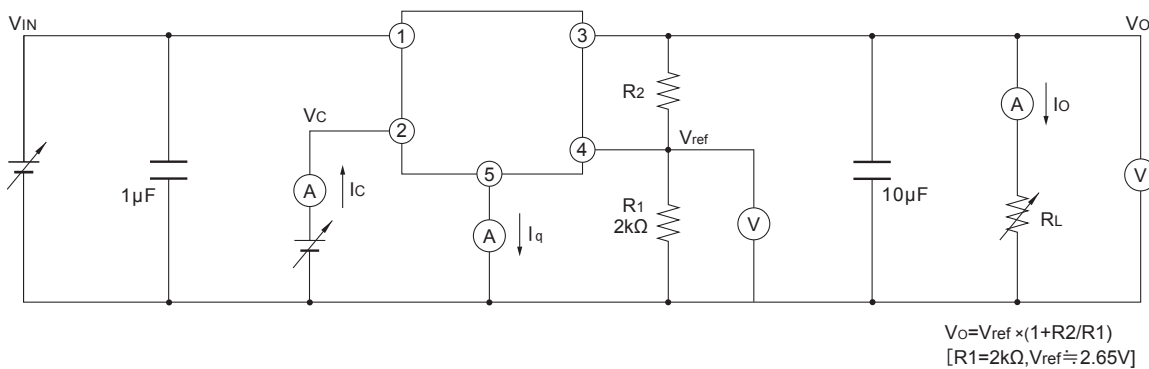 VIN
1
3
VO
R2
A
IO
VC
2
Vref
4
5
1μF
A
IC
R1
2kΩ
10μF
V
A
Iq
V
RL
VO=Vref×(1+R2/R1)
[R1=2kΩ,Vref≒2.65V]